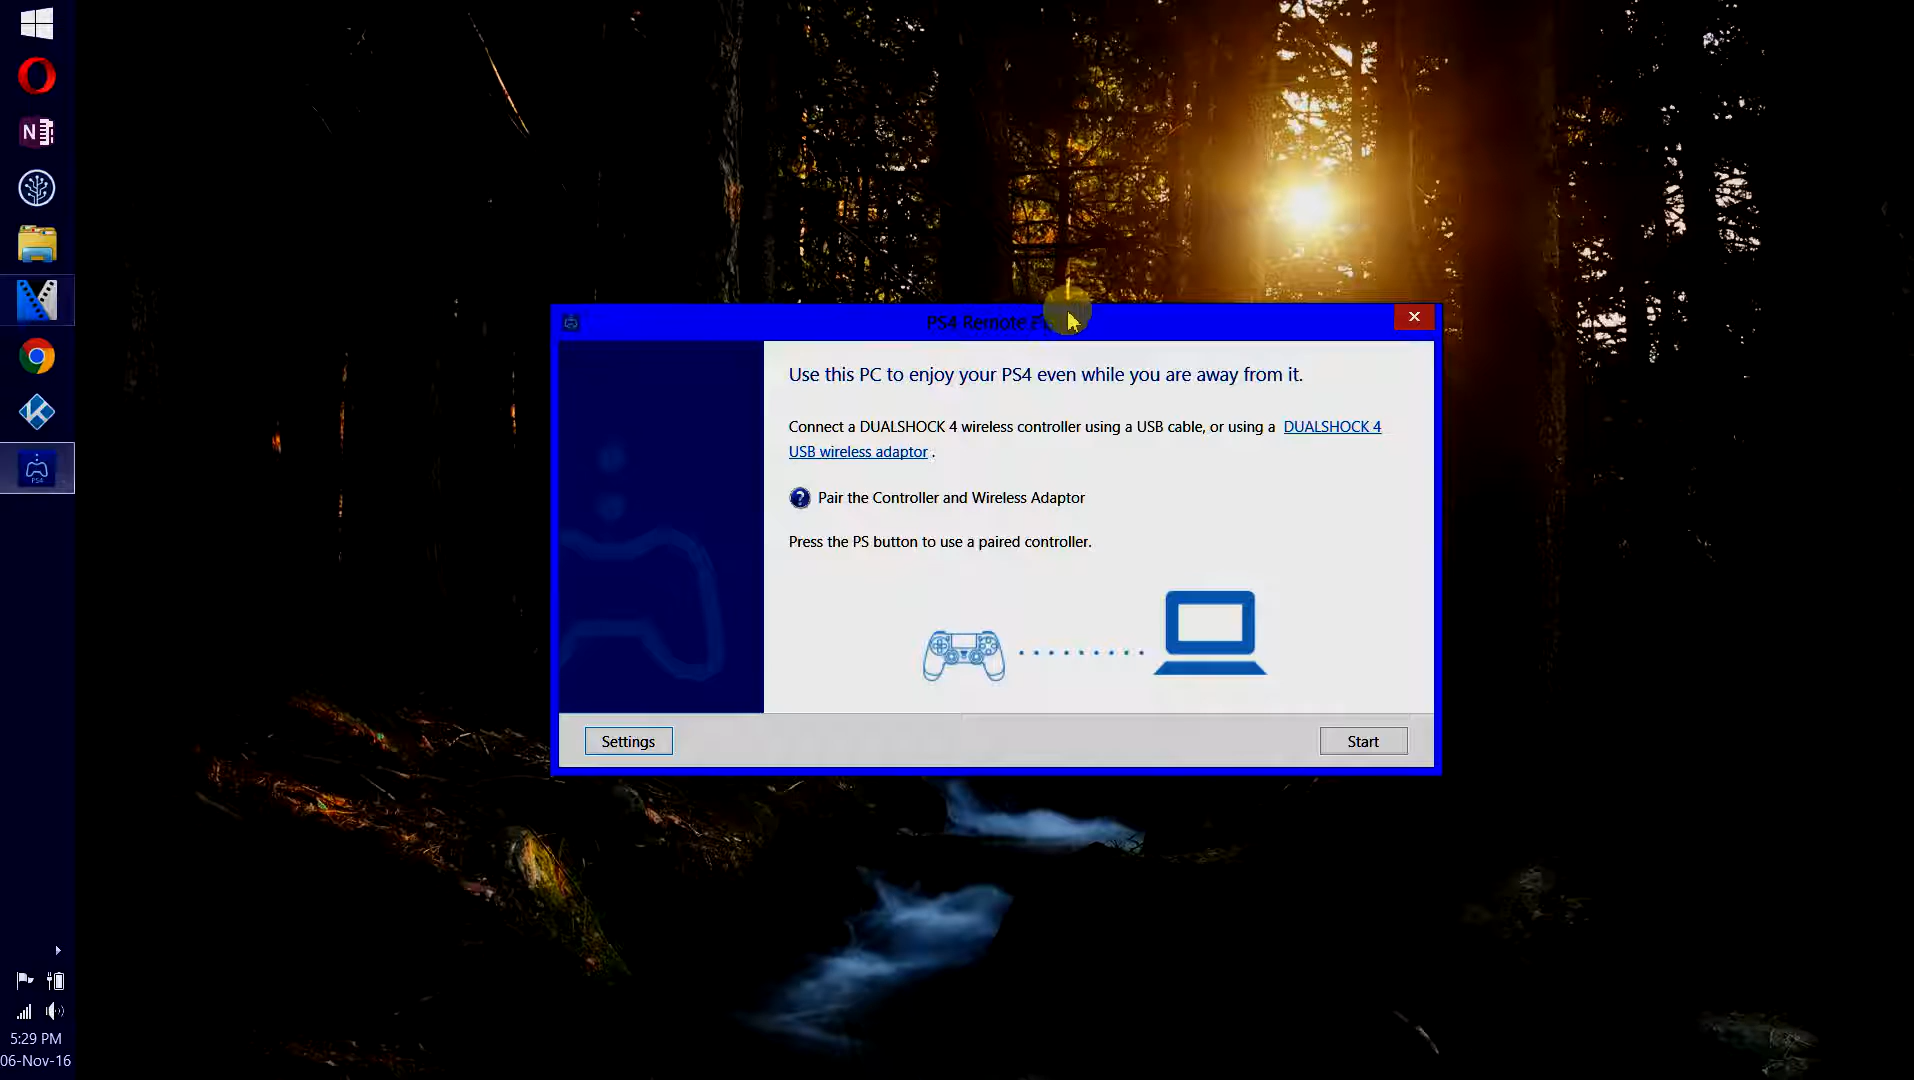 PS4 Remote
Use this PC to enjoy your PS4 even while you are away from it.
Connect a DUALSHOCK 4 wireless controller using a USB cable, or using a DUALSHOCK 4
USB wireless adaptor .
? Pair the Controller and Wireless Adaptor
Press the PS button to use a paired controller.
Settings
Start
N
PS4
5:29 PM
06-Nov-16